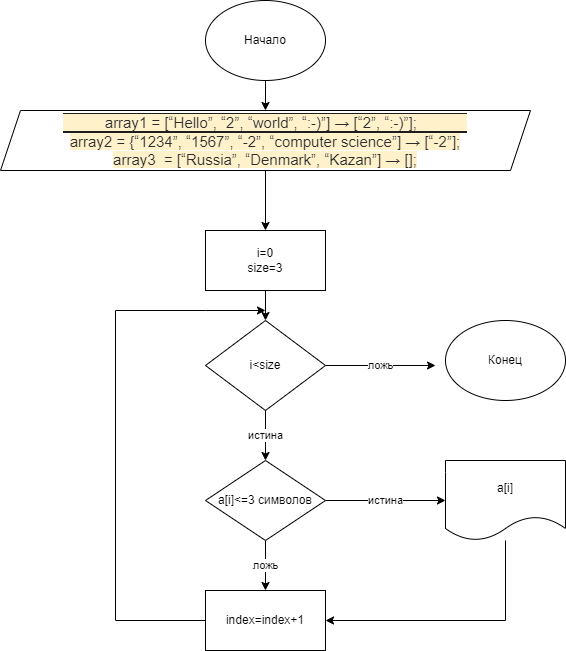 Начало
array1 = [“Hello”, “2”, “world”, “:-)”] → [“2”, “:-)”];
array2 = {“1234”, “1567”, “-2”, “computer science”] → [“-2”];
array3  = [“Russia”, “Denmark”, “Kazan”] → [];
i=0
size=3
i<size
ложь
Конец
истина
a[i]<=3 символов
истина
a[i]
ложь
index=index+1